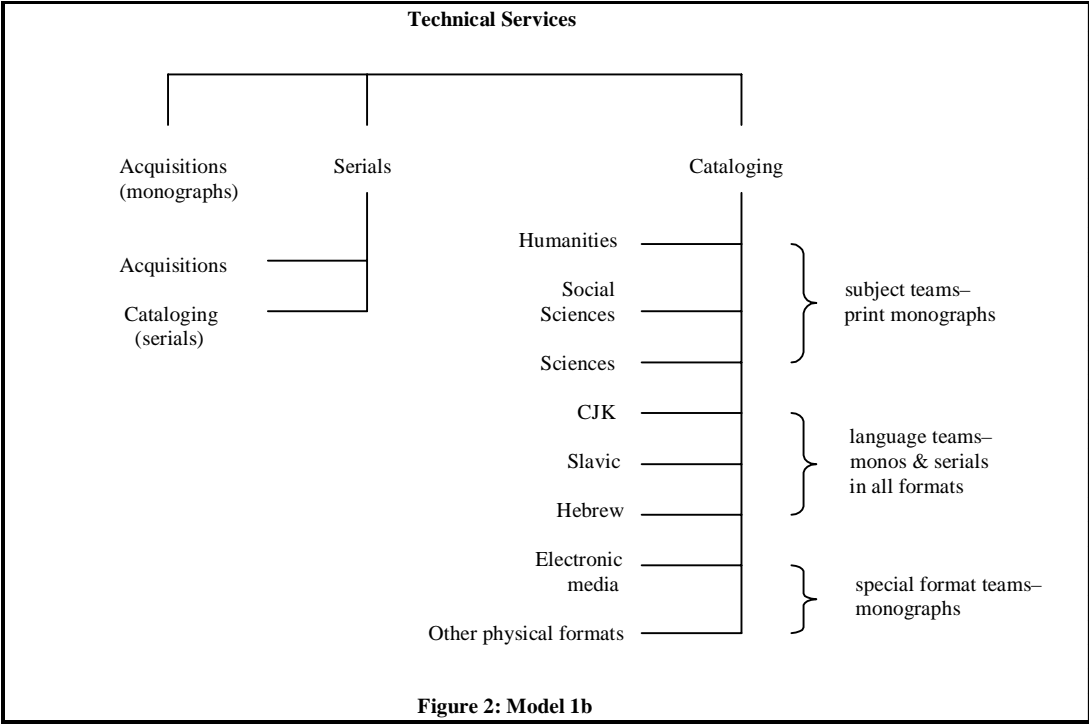 Technical Services
Acquisitions
(monographs)
Serials
Acquisitions
Cataloging
(serials)
Cataloging
Humanities
Social
Sciences
Sciences
CJK
Slavic
Hebrew
Electronic
media
Other physical formats
subject teams–
print monographs
language teams–
monos & serials
in all formats
special format teams–
monographs
Figure 2: Model 1b